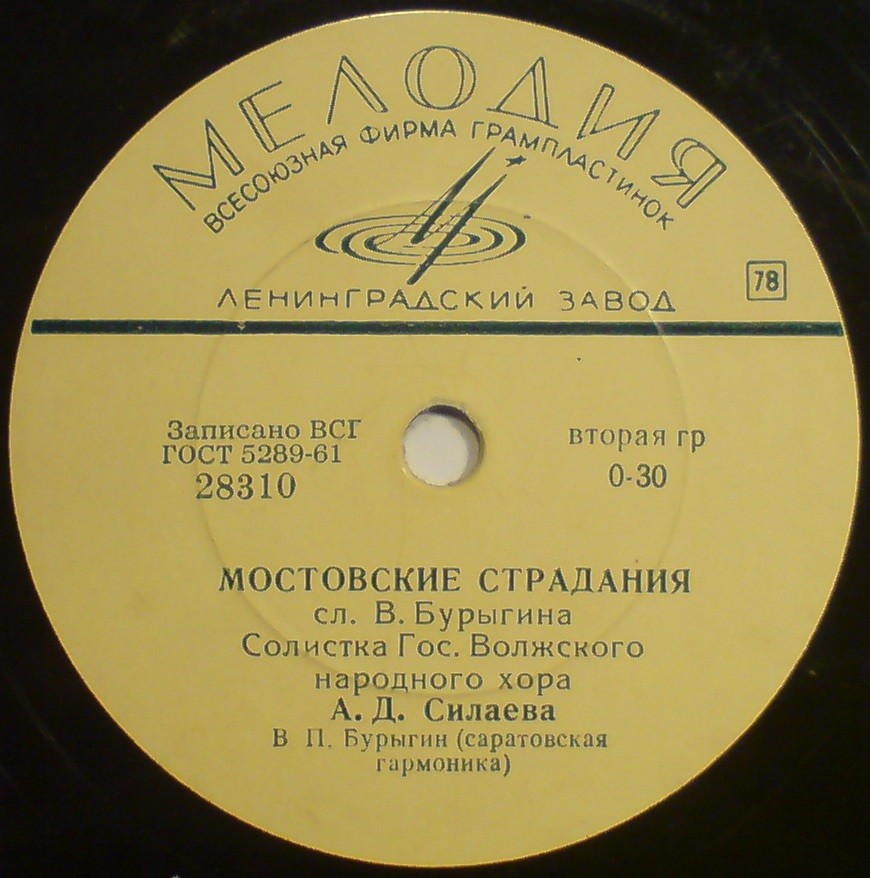 МЕЛОДИЯ
ВСЕСОЮЗНАЯ ФИРМА ГРАМПЛАСТИНОК
ЛЕНИНГРАДСКИЙ ЗАВОД
78
Записано ВСГ
ГОСТ 5289-61
28310
вторая гр
0-30
МОСТОВСКИЕ СТРАДАНИЯ
сл. В. Бурыгина
Солистка Гос. Волжского
народного хора
А. Д. Силаева
В П. Бурыгин (саратовская
гармоника)